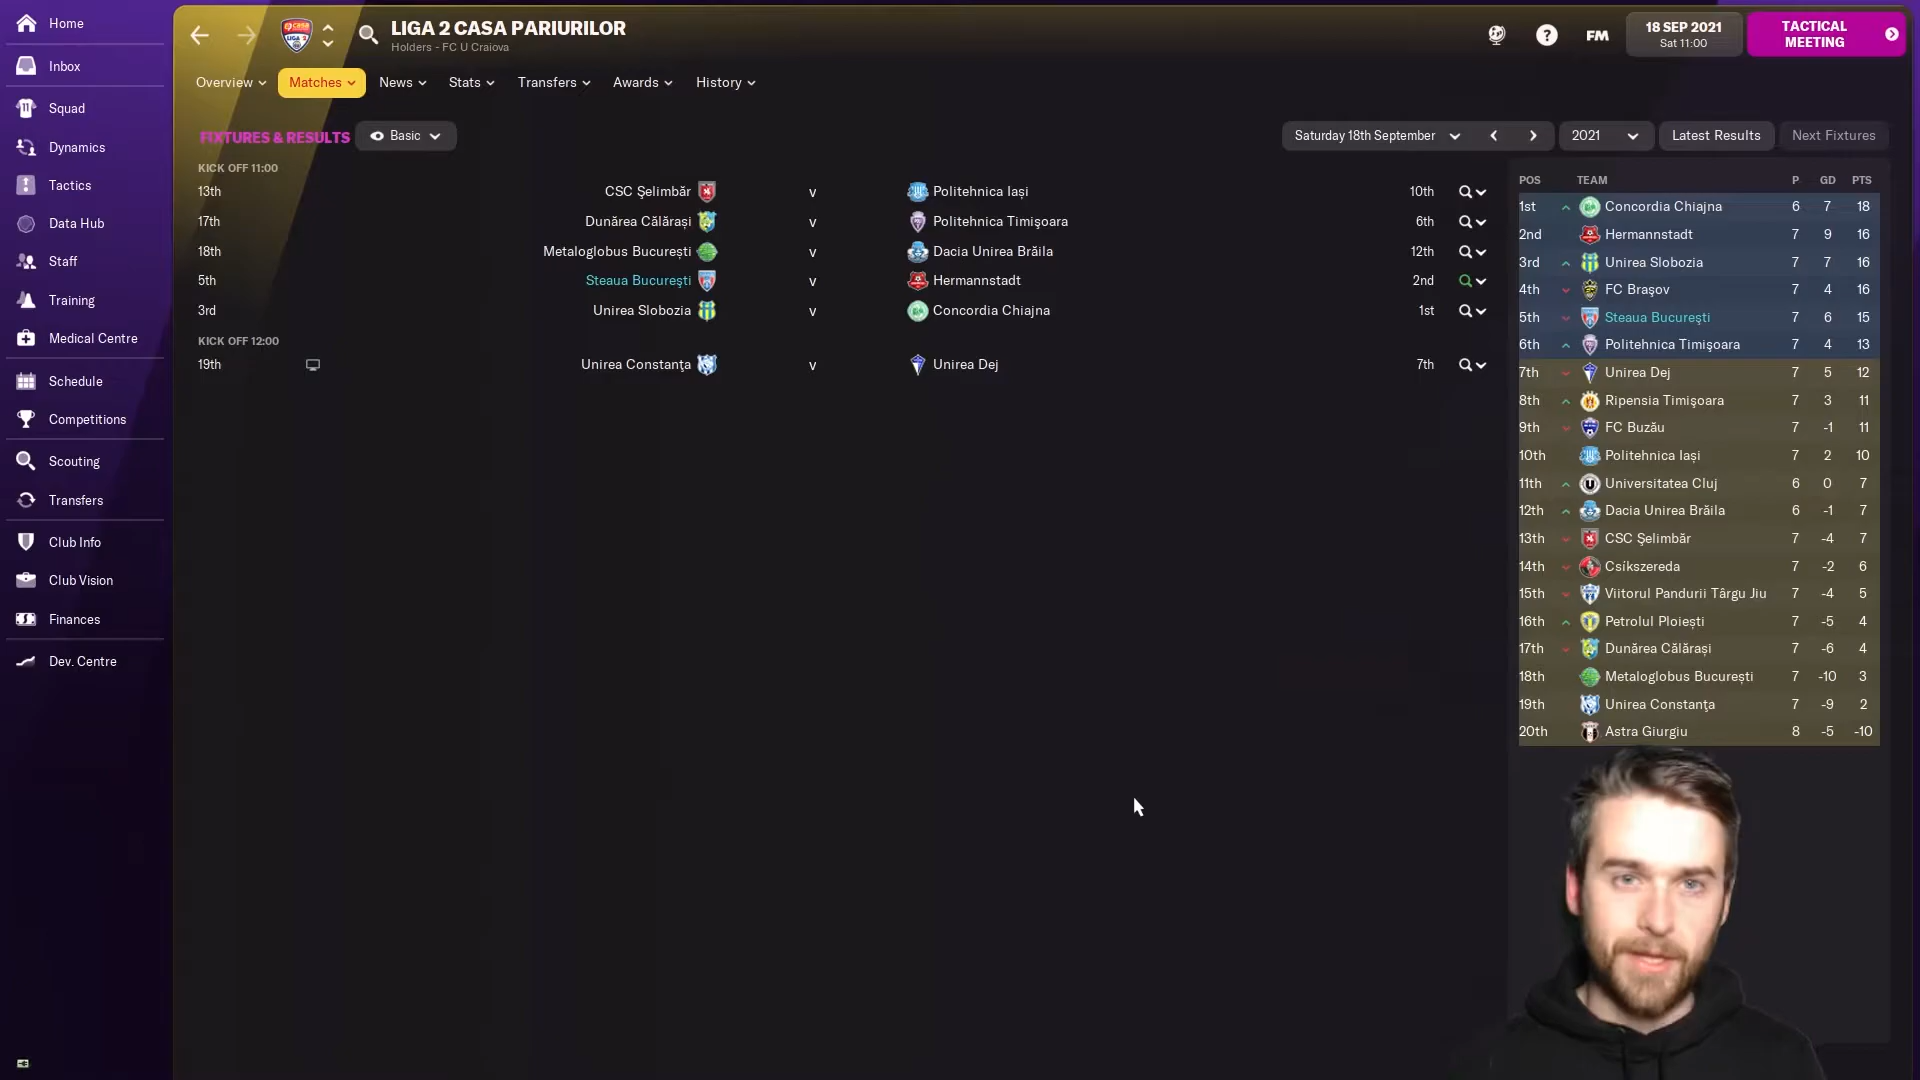 Home
Inbox
Squad
Dynamics
Tactics
Data Hub
Staff
Training
Medical Centre
Schedule
Competitions
Scouting
Transfers
Club Info
Club Vision
Finances
Dev. Centre
LIGA 2 CASA PARIURILOR
Holders - FC U Craiova
FM
18 SEP 2021
Sat 11:00
TACTICAL
MEETING
Overview Matches News Stats Transfers Awards History
FIXTURES & RESULTS Basic
Saturday 18th September 2021 Latest Results Next Fixtures
KICK OFF 11:00
13th CSC Şelimbăr v Politehnica Iași 10th
17th Dunărea Călărași v Politehnica Timişoara 6th
18th Metaloglobus București v Dacia Unirea Brăila 12th
5th Steaua Bucureşti v Hermannstadt 2nd
3rd Unirea Slobozia v Concordia Chiajna 1st
KICK OFF 12:00
19th Unirea Constanţa v Unirea Dej 7th
POS TEAM P GD PTS
1st Concordia Chiajna 6 7 18
2nd Hermannstadt 7 9 16
3rd Unirea Slobozia 7 7 16
4th FC Braşov 7 4 16
5th Steaua Bucureşti 7 6 15
6th Politehnica Timişoara 7 4 13
7th Unirea Dej 7 5 12
8th Ripensia Timişoara 7 3 11
9th FC Buzău 7 -1 11
10th Politehnica Iași 7 2 10
11th Universitatea Cluj 6 0 7
12th Dacia Unirea Brăila 6 -1 7
13th CSC Şelimbăr 7 -4 7
14th Csíkszereda 7 -2 6
15th Viitorul Pandurii Târgu Jiu 7 -4 5
16th Petrolul Ploiești 7 -5 4
17th Dunărea Călărași 7 -6 4
18th Metaloglobus București 7 -10 3
19th Unirea Constanţa 7 -9 2
20th Astra Giurgiu 8 -5 -10